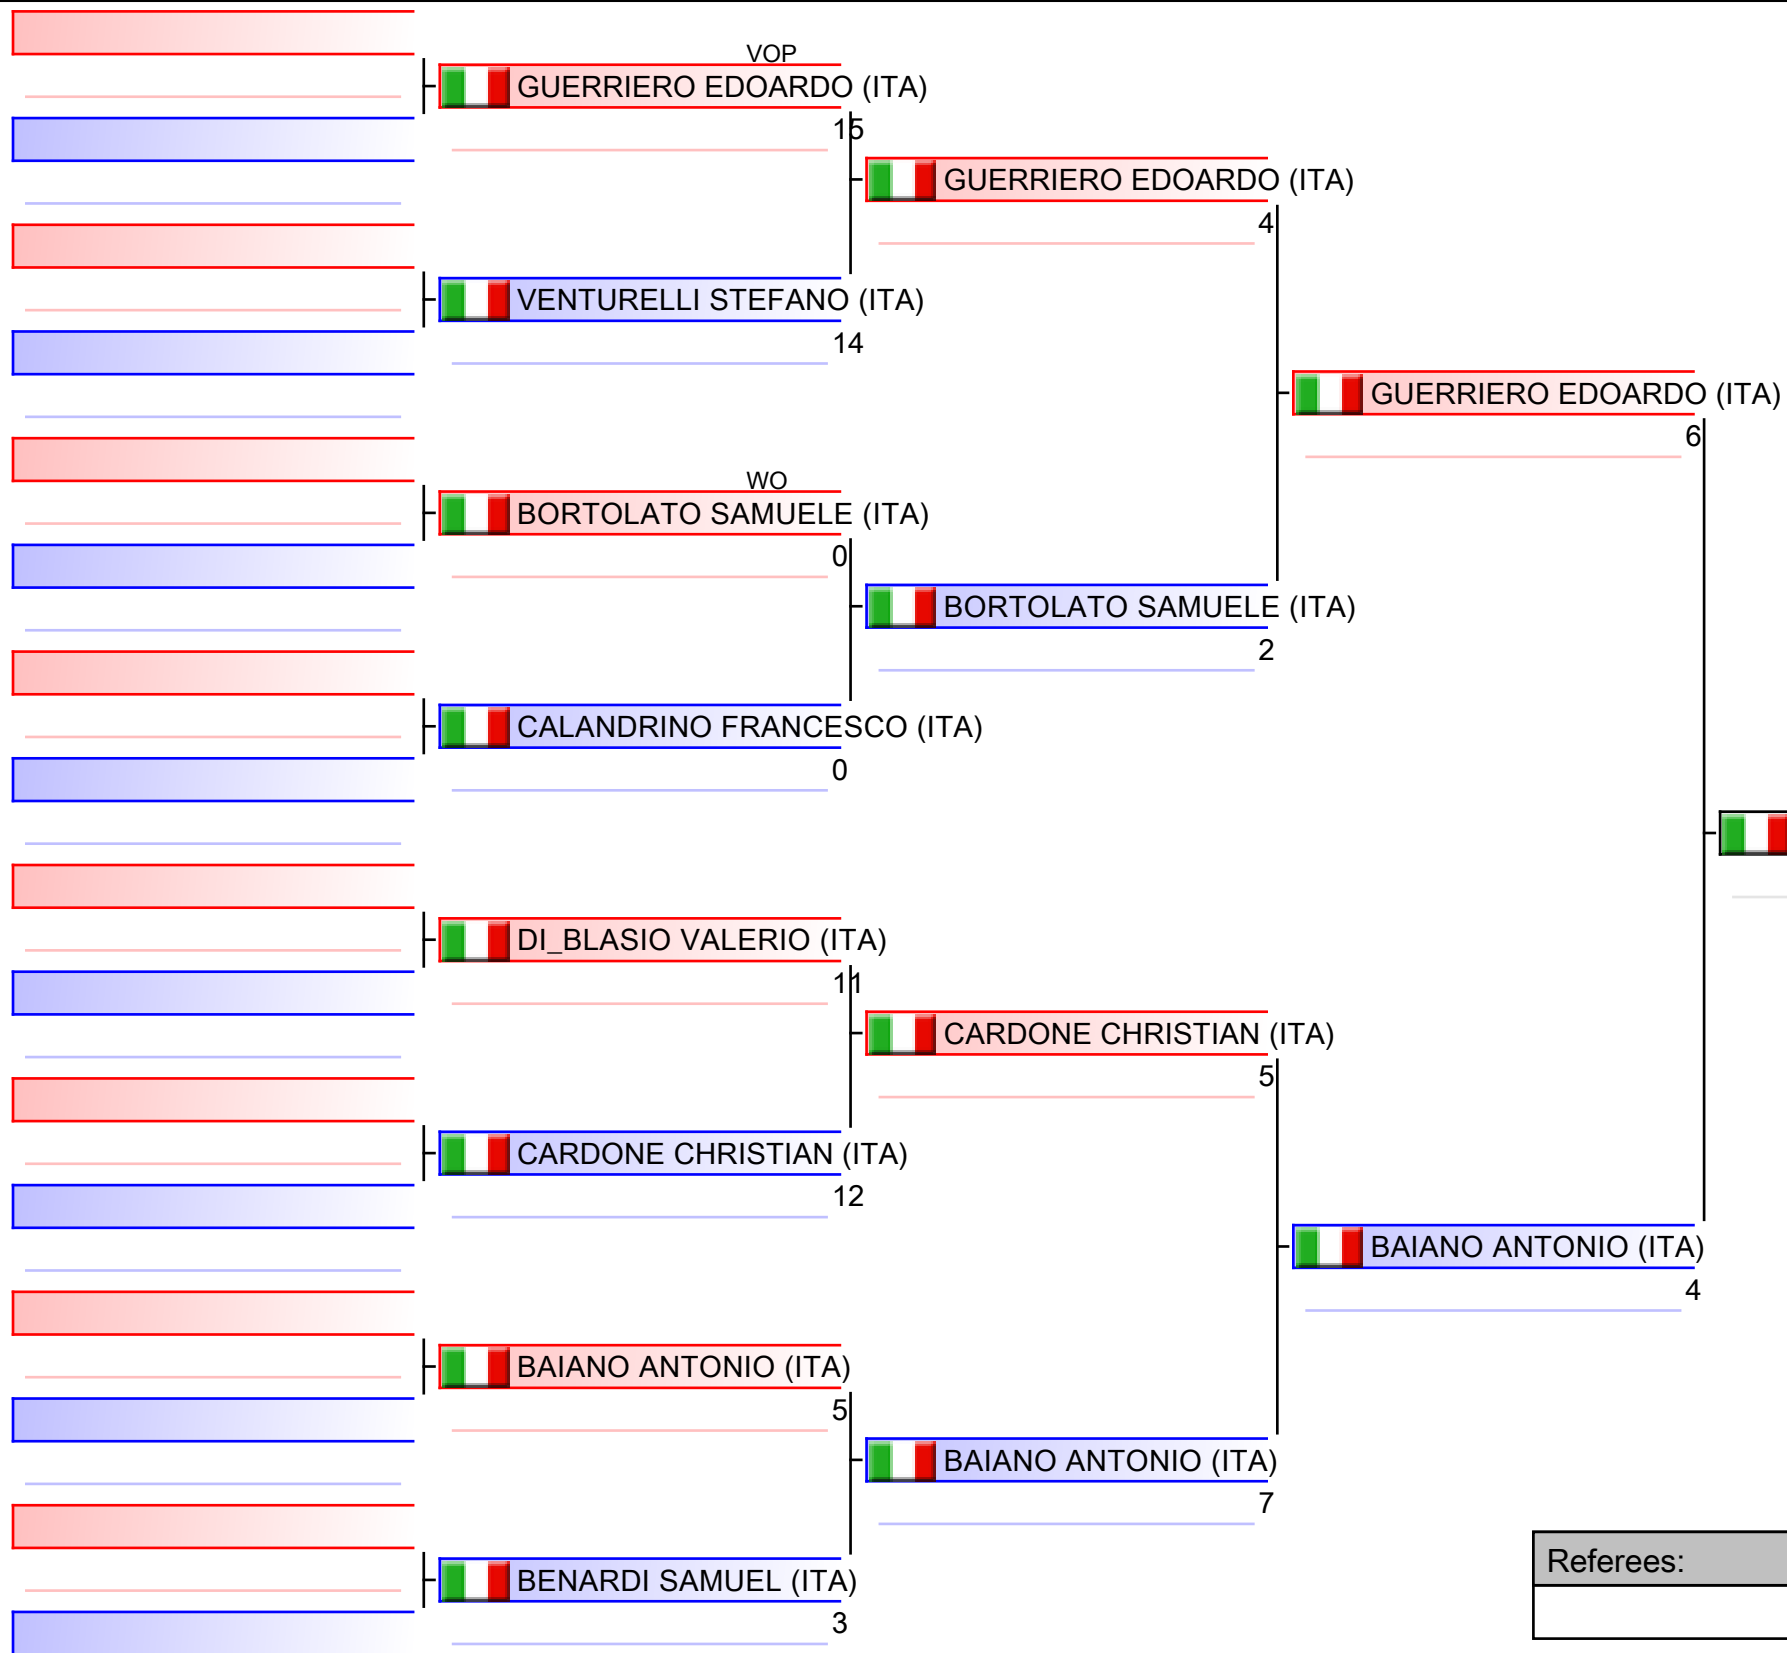 VOP
GUERRIERO EDOARDO (ITA)
15
GUERRIERO EDOARDO (ITA)
4
VENTURELLI STEFANO (ITA)
14
GUERRIERO EDOARDO (ITA)
6
WO
BORTOLATO SAMUELE (ITA)
0
BORTOLATO SAMUELE (ITA)
2
CALANDRINO FRANCESCO (ITA)
0
DI_BLASIO VALERIO (ITA)
11
CARDONE CHRISTIAN (ITA)
5
CARDONE CHRISTIAN (ITA)
12
BAIANO ANTONIO (ITA)
4
BAIANO ANTONIO (ITA)
5
BAIANO ANTONIO (ITA)
7
BENARDI SAMUEL (ITA)
3
Referees: